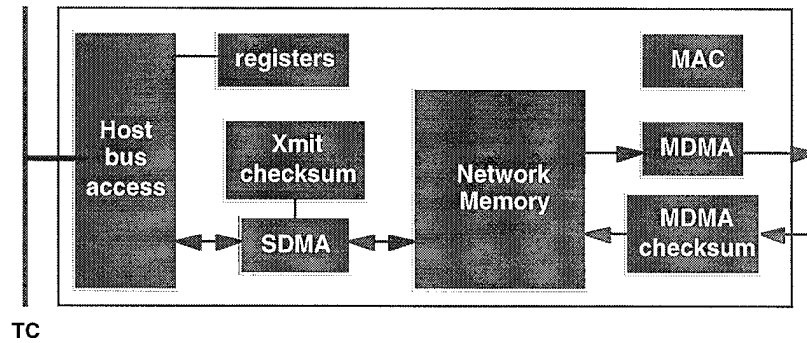 registers
MAC
Host
bus
access
Xmit
checksum
Network
Memory
MDMA
MDMA
checksum
SDMA
TC